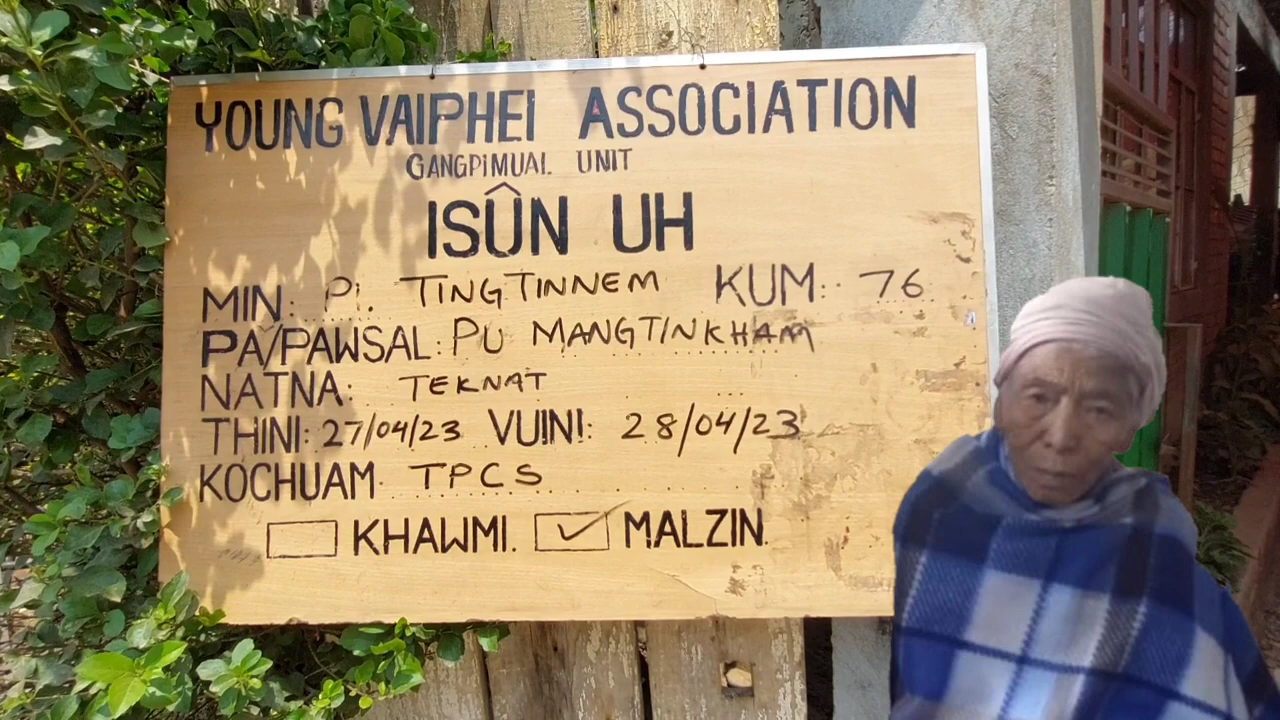 YOUNG VAIPHEI ASSOCIATION
GANGPIMUAL UNIT
ISÛN UH
MIN: PI. TINGTINNEM KUM: 76
PA/PAWSAL: PU MANGTINKHAM
NATNA: TEKNAT
THINI: 27/04/23 VUINI: 28/04/23
KOCHUAM TPCS
KHAWMI. MALZIN.